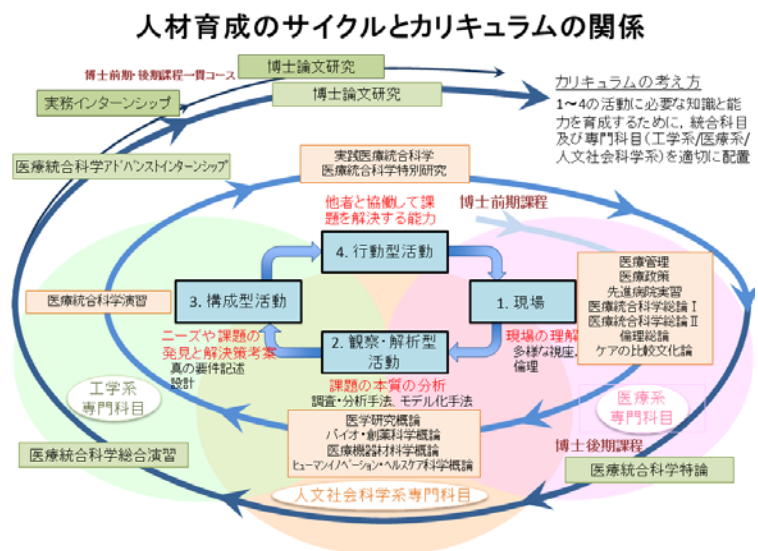 人材育成のサイクルとカリキュラムの関係
博士論文研究
博士前期・後期課程一貫コース
博士論文研究
実務インターンシップ
カリキュラムの考え方
1～4の活動に必要な知識と能
力を育成するために，統合科目
及び専門科目（工学系/医療系/
人文社会科学系）を適切に配置
医療統合科学アドバンストインターンシップ
実践医療統合科学
医療統合科学特別研究
他者と協働して課
題を解決する能力
博士前期課程
4. 行動型活動
医療管理
医療政策
先進病院実習
医療統合科学総論Ⅰ
医療統合科学総論Ⅱ
倫理総論
ケアの比較文化論
医療統合科学演習
3. 構成型活動
1. 現場
2. 観察・解析型
活動
ニーズや課題の
発見と解決策考案
真の要件記述
設計
現場の理解
多様な視座、
倫理
課題の本質の分析
調査・分析手法、モデル化手法
工学系
専門科目
医療系
専門科目
医学研究概論
バイオ・創薬科学概論
医療機器材料学概論
ヒューマンイノベーション・ヘルスケア科学概論
博士後期課程
医療統合科学総合演習
医療統合科学特論
人文社会科学系専門科目